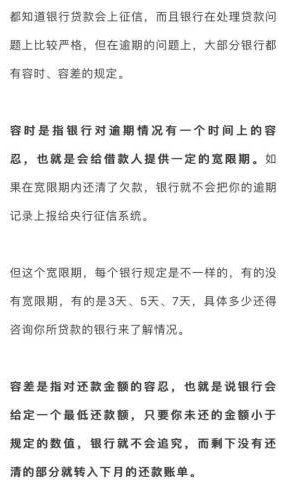 都知道银行贷款会上征信，而且银行在处理贷款问
题上比较严格，但在逾期的问题上，大部分银行都
有容时、容差的规定。
容时是指银行对逾期情况有一个时间上的容
忍，也就是会给借款人提供一定的宽限期。如
果在宽限期内还清了欠款，银行就不会把你的逾期
记录上报给央行征信系统。
但这个宽限期，每个银行规定是不一样的，有的没
有宽限期，有的是3天、5天、7天，具体多少还得
咨询你所贷款的银行来了解情况。
容差是指对还款金额的容忍，也就是说银行会
给定一个最低还款额，只要你未还的金额小于
规定的数值，银行就不会追究，而剩下没有还
清的部分就转入下月的还款账单。